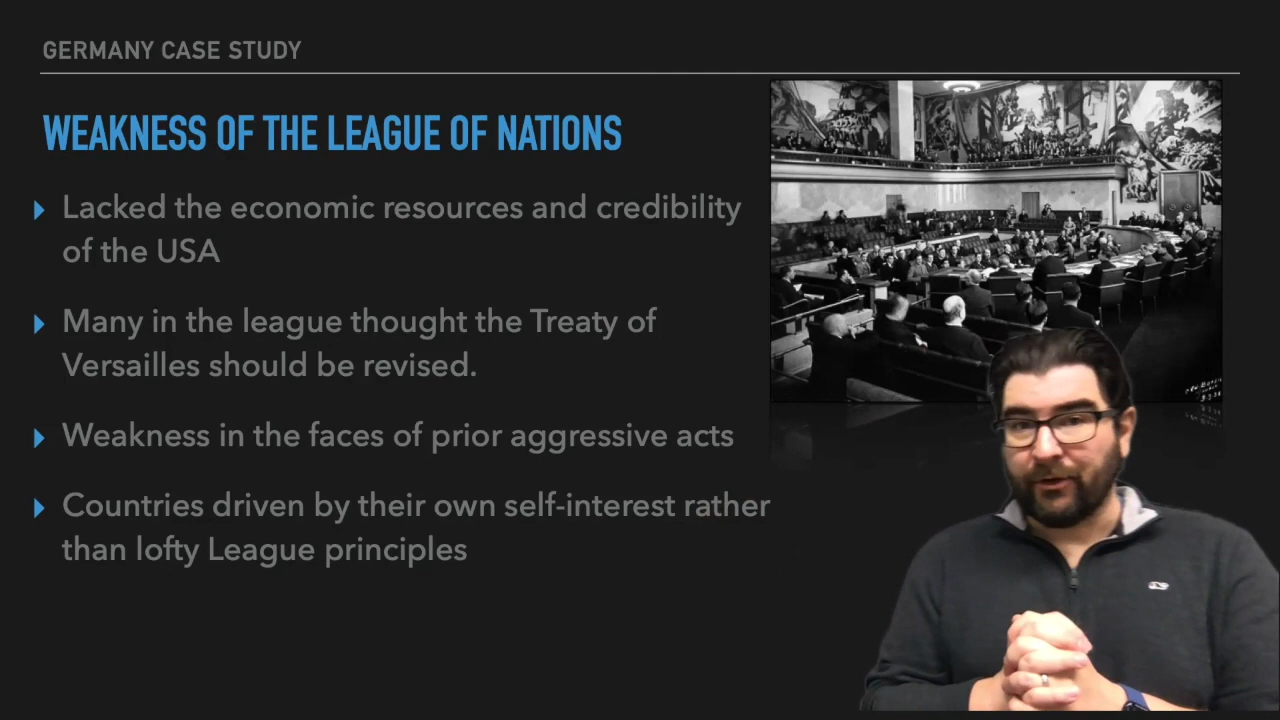 GERMANY CASE STUDY
WEAKNESS OF THE LEAGUE OF NATIONS
Lacked the economic resources and credibility
of the USA
Many in the league thought the Treaty of
Versailles should be revised.
Weakness in the faces of prior aggressive acts
Countries driven by their own self-interest rather
than lofty League principles